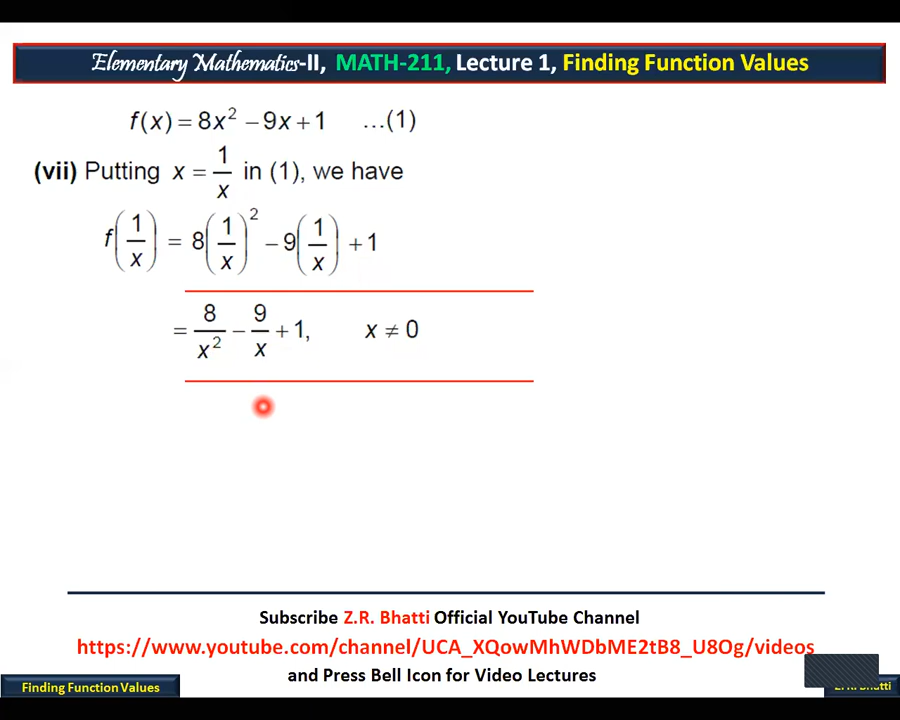 Elementary Mathematics-II, MATH-211, Lecture 1, Finding Function Values
f(x) = 8x² − 9x + 1 …(1)
(vii) Putting x = 1/x in (1), we have
f(1/x) = 8(1/x)² − 9(1/x) + 1
= 8/x² − 9/x + 1, x ≠ 0
Subscribe Z.R. Bhatti Official YouTube Channel
https://www.youtube.com/channel/UCA_XQowMhWDbME2tB8_U8Og/videos
and Press Bell Icon for Video Lectures
Finding Function Values
Bhatti